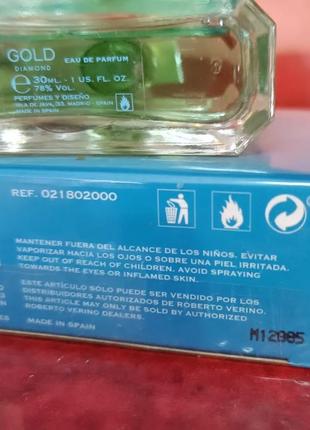 GOLD EAU DE PARFUM
DIAMOND
e 30ML. - 1 US. FL. OZ.
78% VOL.
PERFUMES Y DISEÑO
ISLA DE JAVA, 33. MADRID - SPAIN
MADE IN SPAIN
REF. 021802000
MANTENER FUERA DEL ALCANCE DE LOS NIÑOS. EVITAR
VAPORIZAR HACIA LOS OJOS O SOBRE UNA PIEL IRRITADA.
KEEP OUT OF REACH OF CHILDREN. AVOID SPRAYING
TOWARDS THE EYES OR INFLAMED SKIN.
ESTE ARTÍCULO SÓLO PUEDE SER VENDIDO POR LOS
DISTRIBUIDORES AUTORIZADOS DE ROBERTO VERINO.
THIS ARTICLE MAY ONLY BE SOLD BY AUTHORIZED
ROBERTO VERINO DEALERS.
MADE IN SPAIN